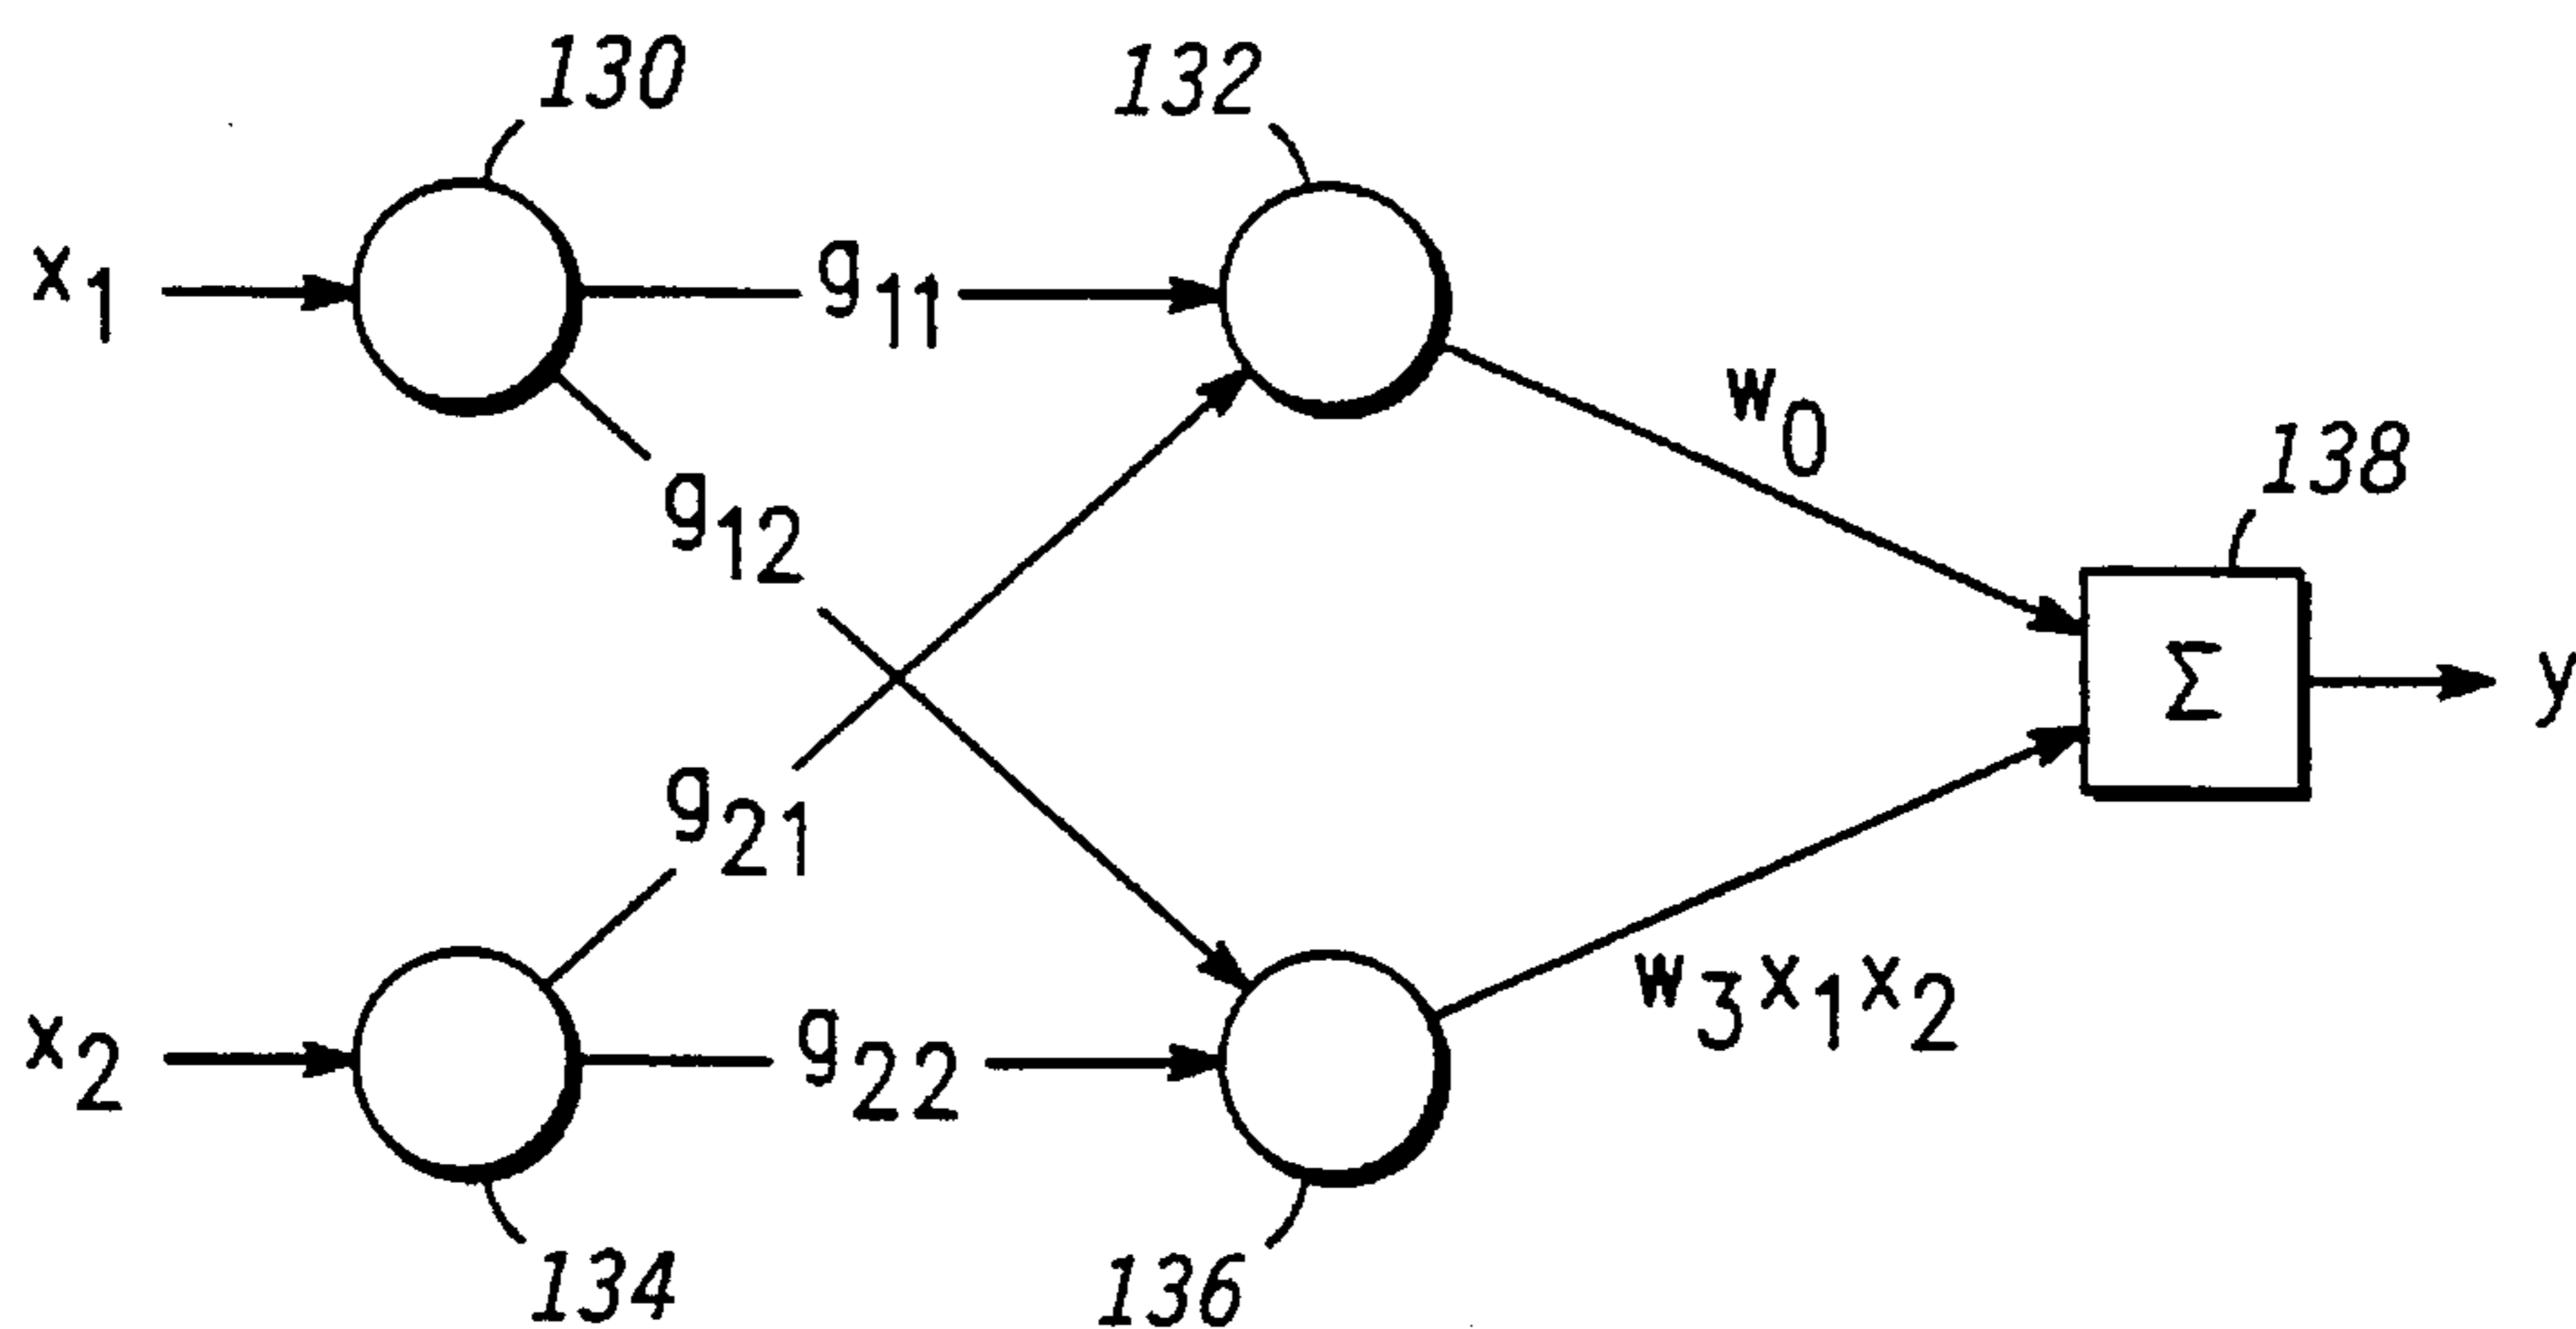 130
132
x₁
g₁₁
w₀
g₁₂
138
Σ
y
g₂₁
x₂
g₂₂
w₃x₁x₂
134
136